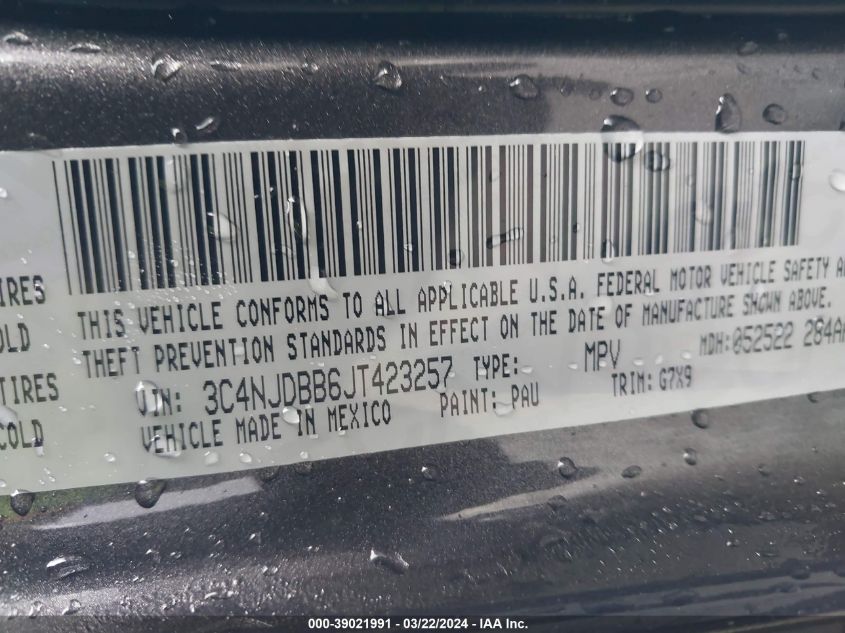 THIS VEHICLE CONFORMS TO ALL APPLICABLE U.S.A. FEDERAL MOTOR VEHICLE SAFETY A
THEFT PREVENTION STANDARDS IN EFFECT ON THE DATE OF MANUFACTURE SHOWN ABOVE.
VIN: 3C4NJDBB6JT423257 TYPE: MPV MDH:052522 284A
VEHICLE MADE IN MEXICO PAINT: PAU TRIM: G7X9
IRES
OLD
TIRES
COLD
000-39021991 - 03/22/2024 - IAA Inc.